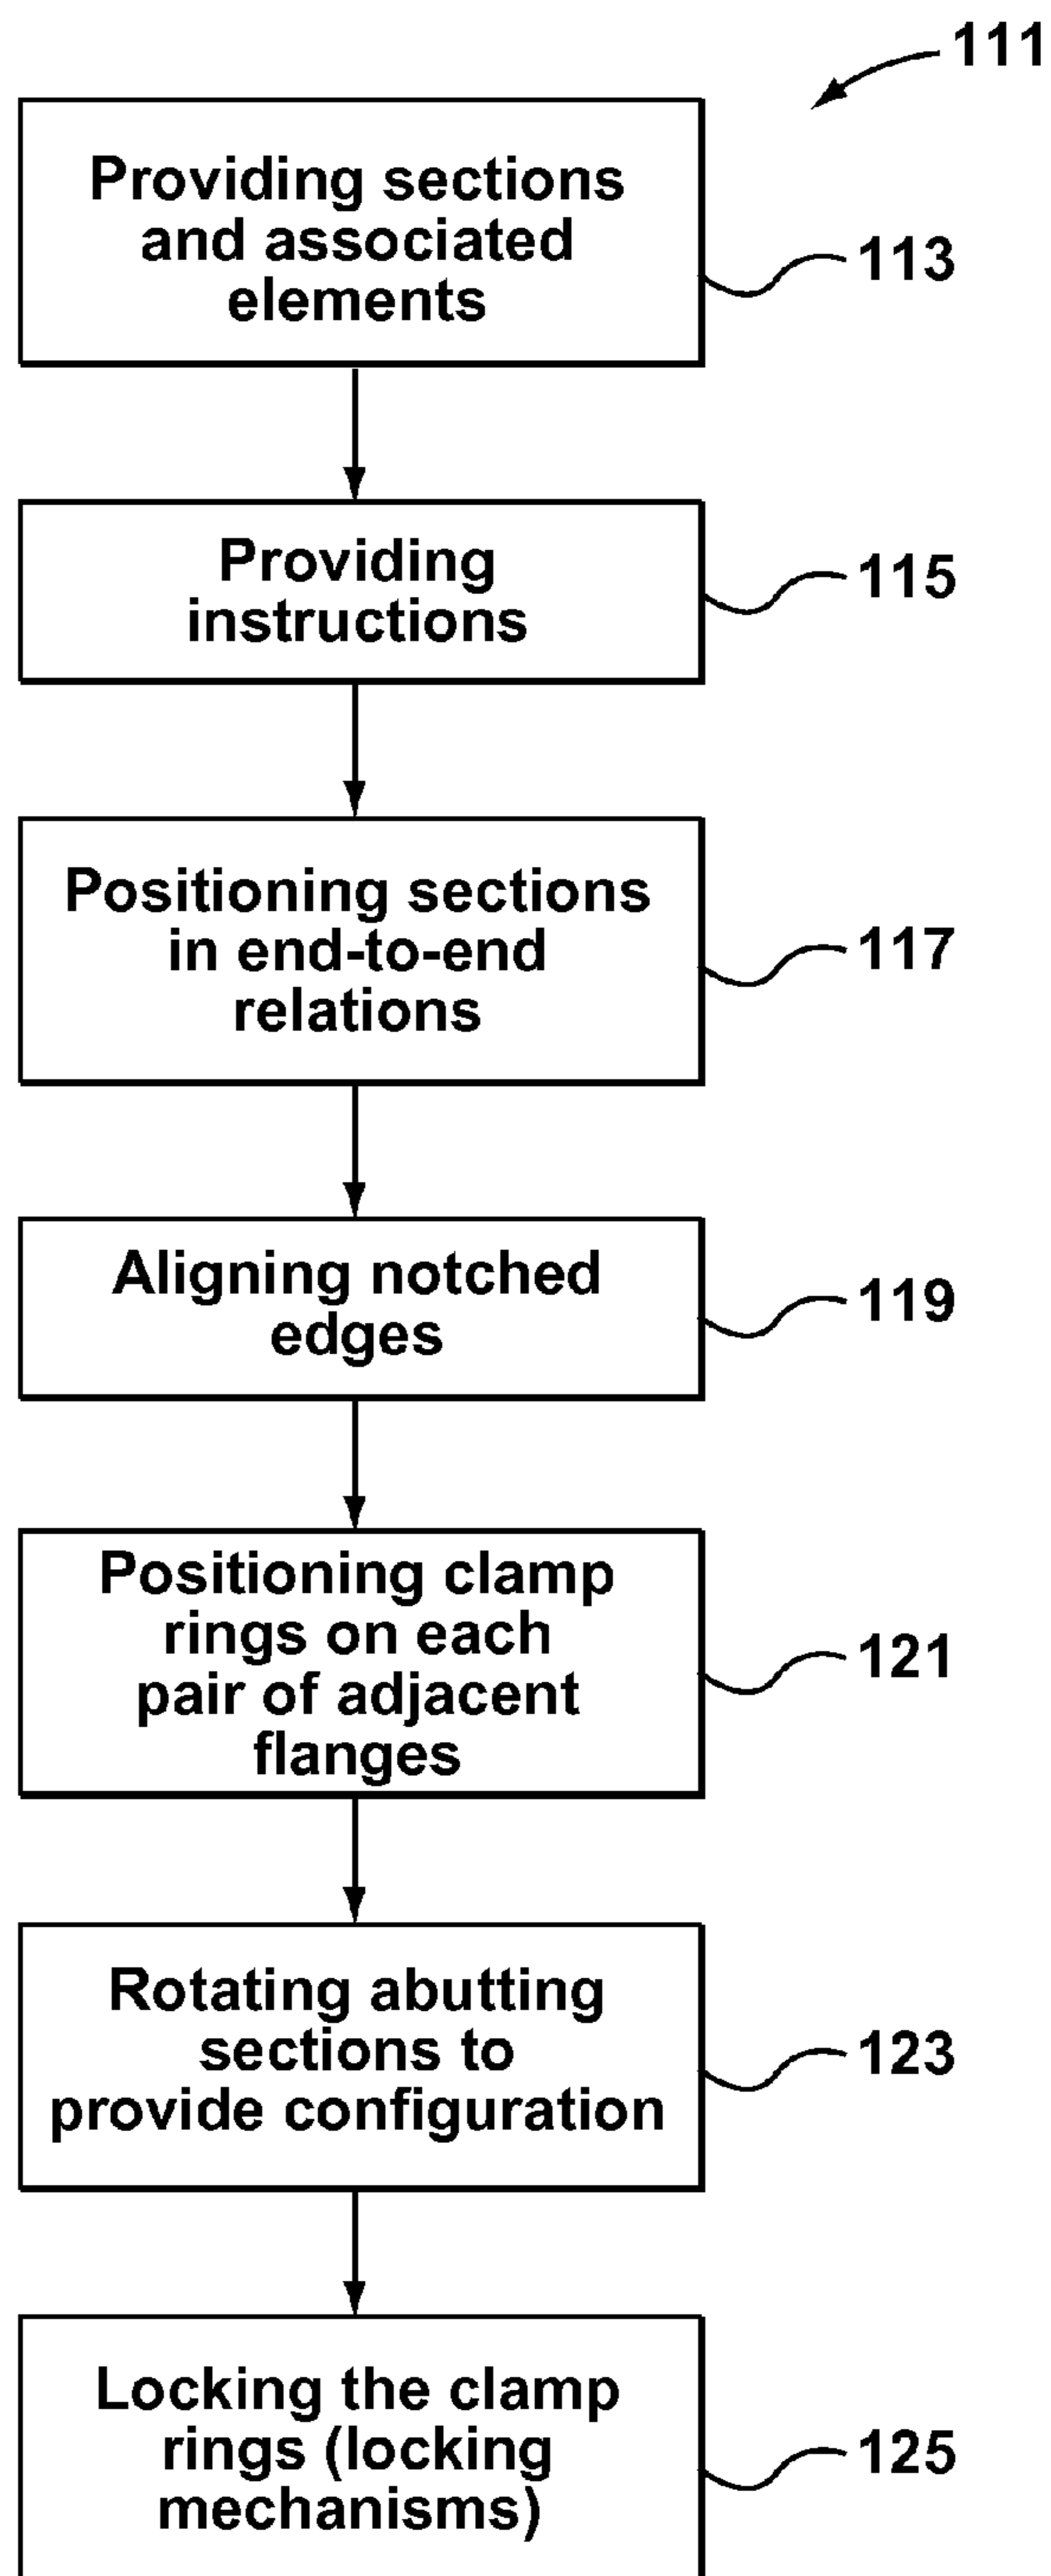 111
Providing sections
and associated
elements
113
Providing
instructions
115
Positioning sections
in end-to-end
relations
117
Aligning notched
edges
119
Positioning clamp
rings on each
pair of adjacent
flanges
121
Rotating abutting
sections to
provide configuration
123
Locking the clamp
rings (locking
mechanisms)
125